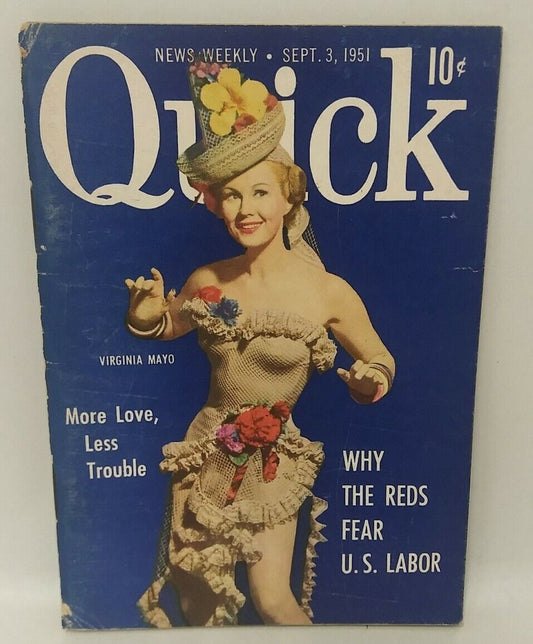 NEWS WEEKLY • SEPT. 3, 1951
10¢
Quick
VIRGINIA MAYO
More Love,
Less
Trouble
WHY
THE REDS
FEAR
U.S. LABOR